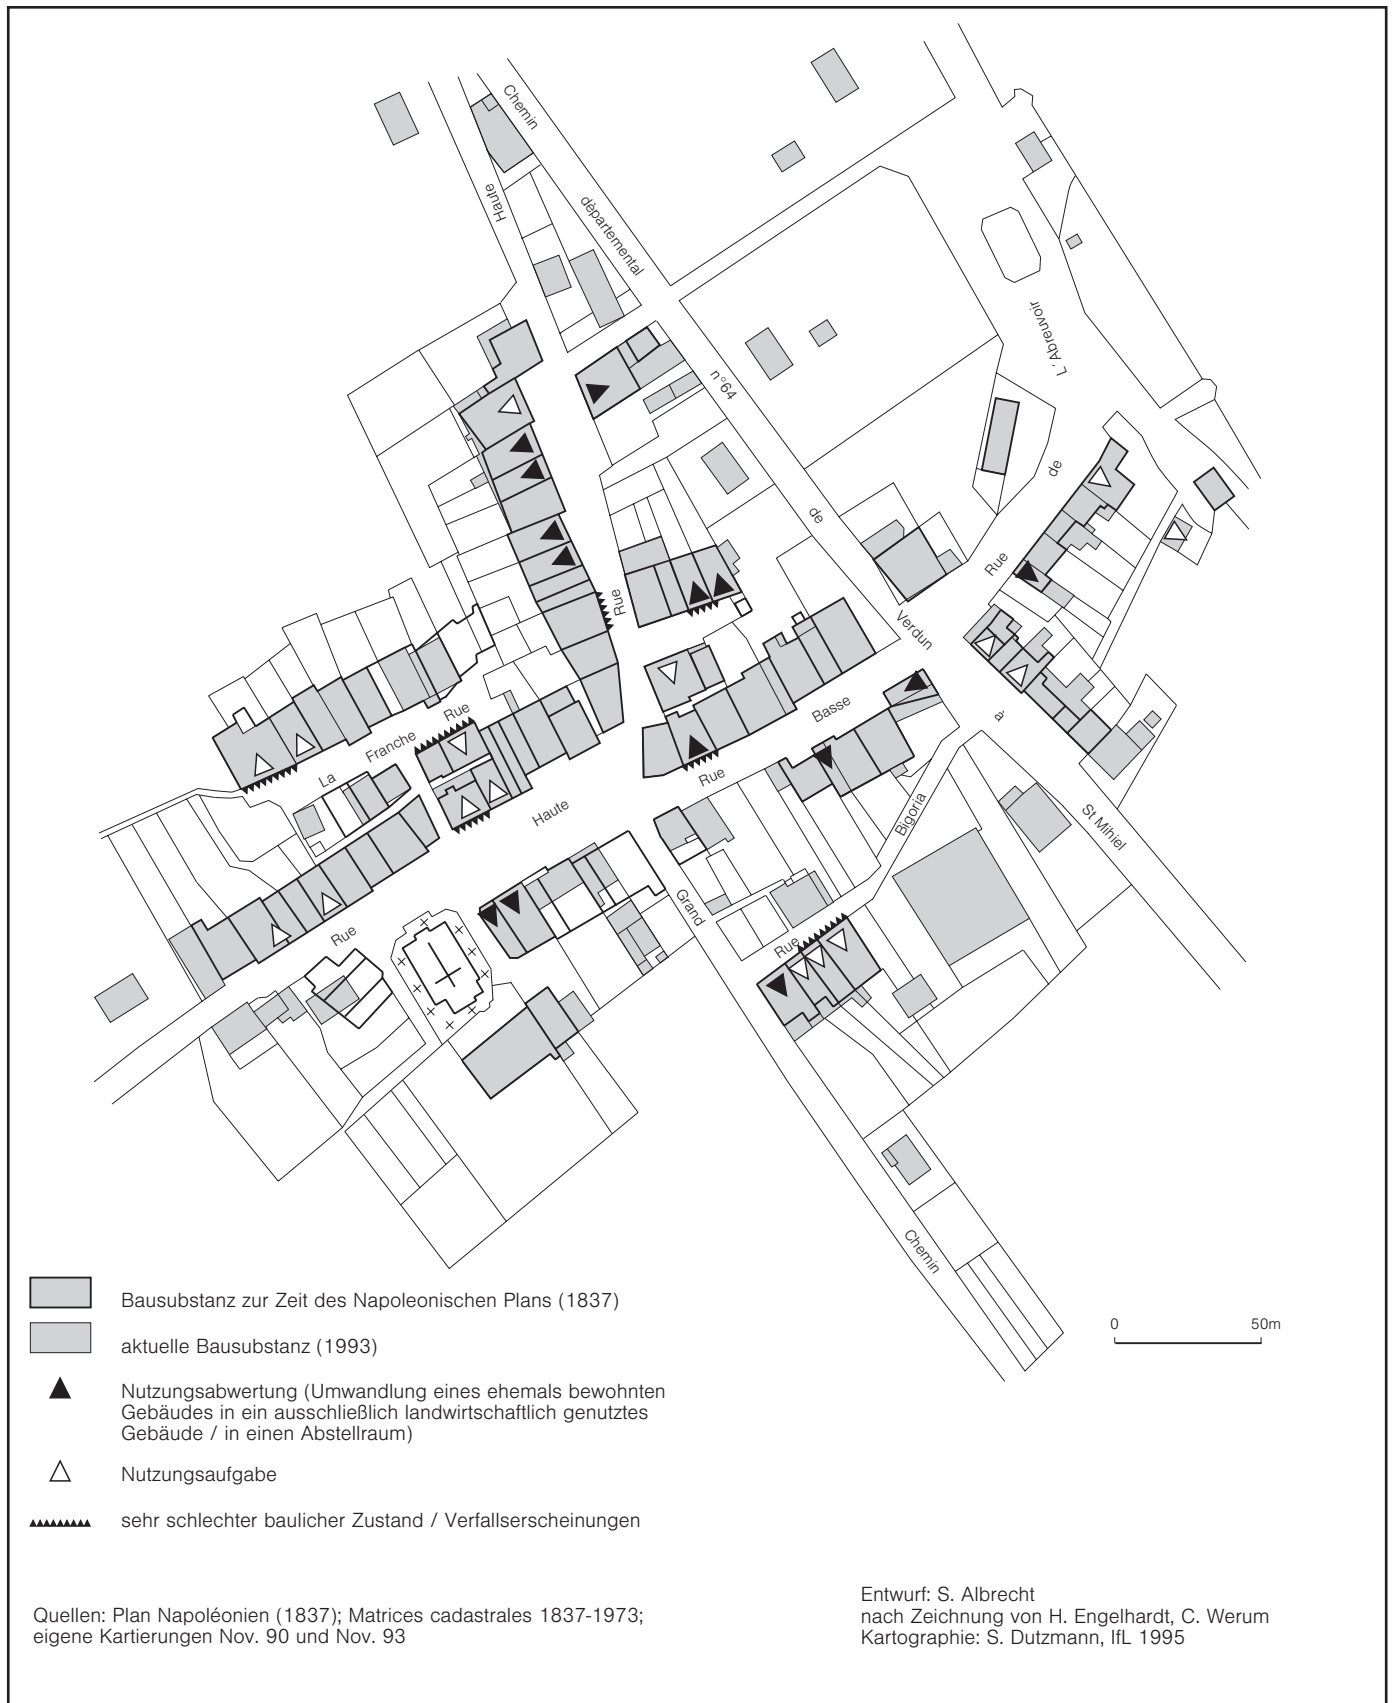 Chemin
départemental
n°64
de
Verdun
à
St Mihiel
Haute
Rue
L'Abreuvoir
de
Rue
La
Franche
Rue
Rue
Haute
Rue
Basse
Bigoria
Rue
Grand
Chemin
Bausubstanz zur Zeit des Napoleonischen Plans (1837)
aktuelle Bausubstanz (1993)
Nutzungsabwertung (Umwandlung eines ehemals bewohnten
Gebäudes in ein ausschließlich landwirtschaftlich genutztes
Gebäude / in einen Abstellraum)
Nutzungsaufgabe
sehr schlechter baulicher Zustand / Verfallserscheinungen
0 50m
Quellen: Plan Napoléonien (1837); Matrices cadastrales 1837-1973;
eigene Kartierungen Nov. 90 und Nov. 93
Entwurf: S. Albrecht
nach Zeichnung von H. Engelhardt, C. Werum
Kartographie: S. Dutzmann, IfL 1995